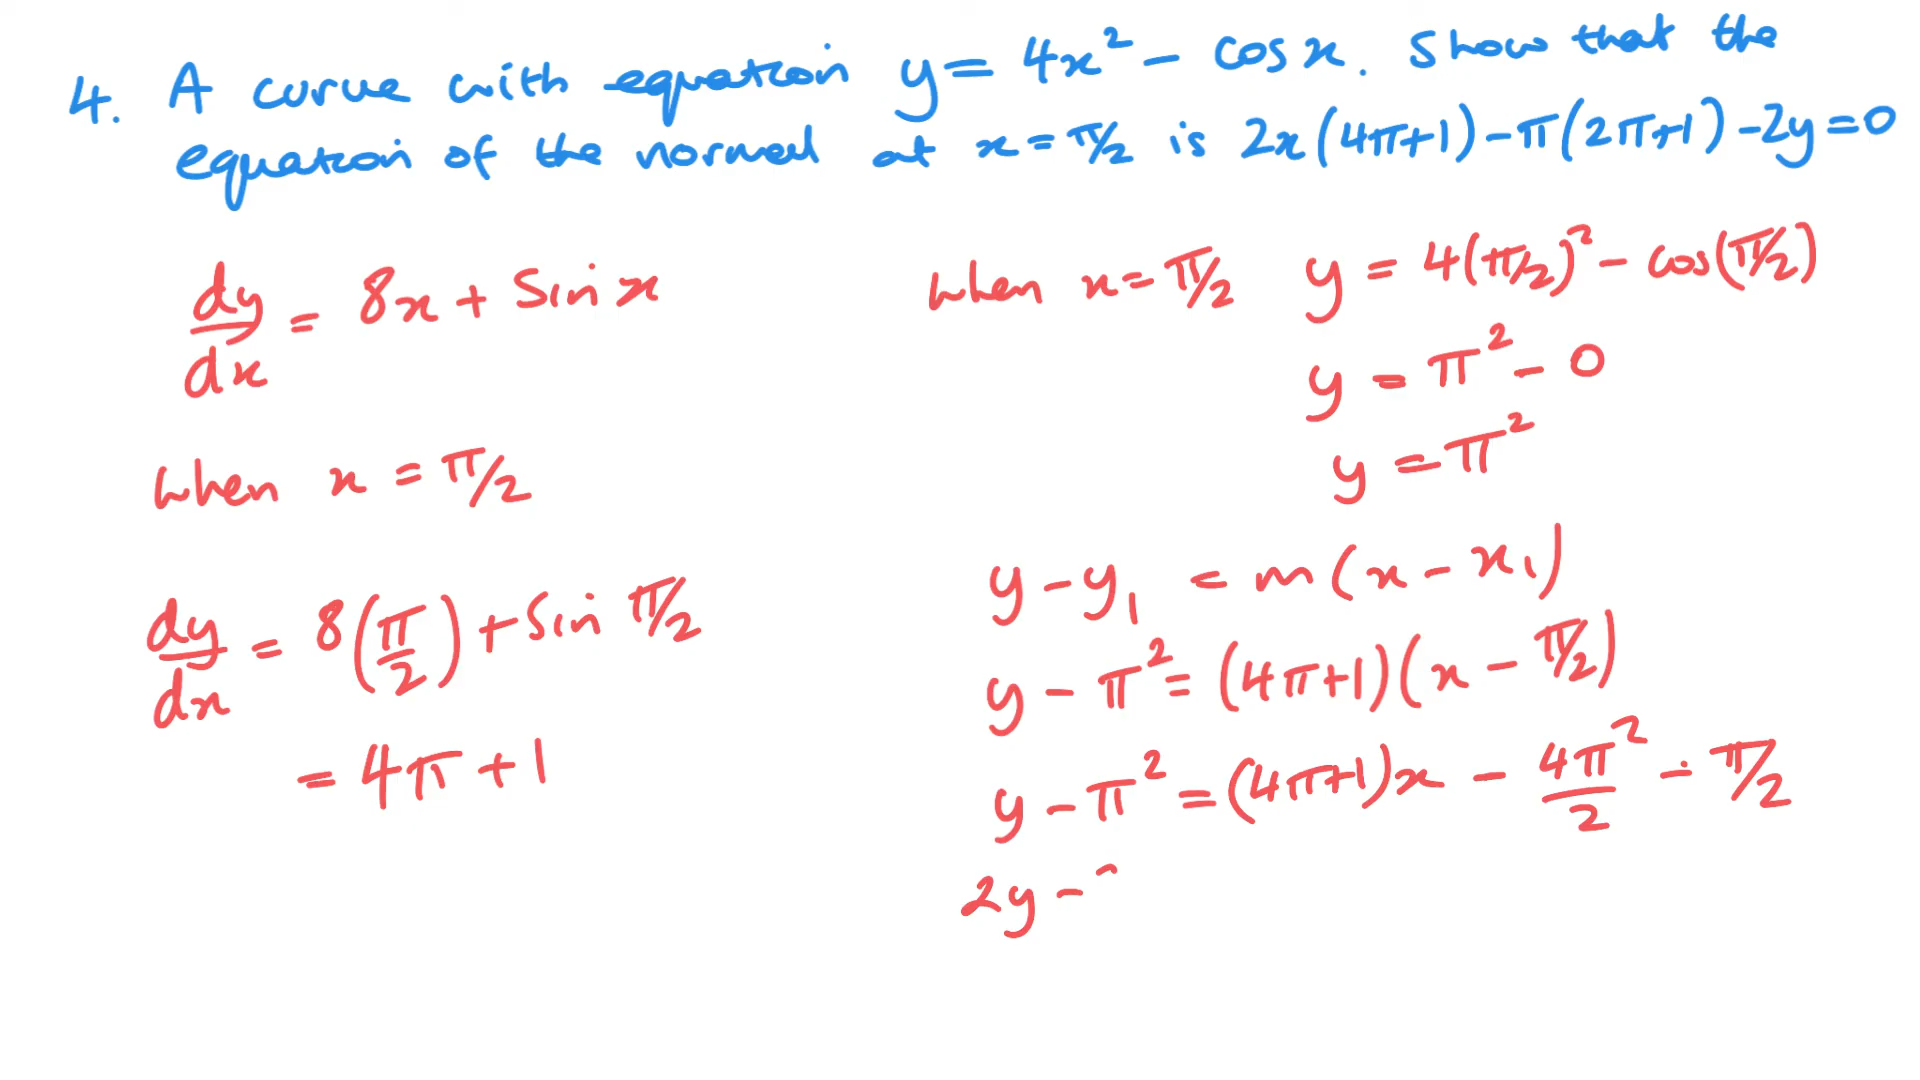 4. A curve with equation y = 4x² - cos x. Show that the
equation of the normal at x = π/2 is 2x(4π+1) - π(2π+1) - 2y = 0
dy/dx = 8x + Sin x
When x = π/2
dy/dx = 8(π/2) + Sin π/2
= 4π + 1
When x = π/2 y = 4(π/2)² - cos(π/2)
y = π² - 0
y = π²
y - y₁ = m(x - x₁)
y - π² = (4π+1)(x - π/2)
y - π² = (4π+1)x - 4π²/2 - π/2
2y -